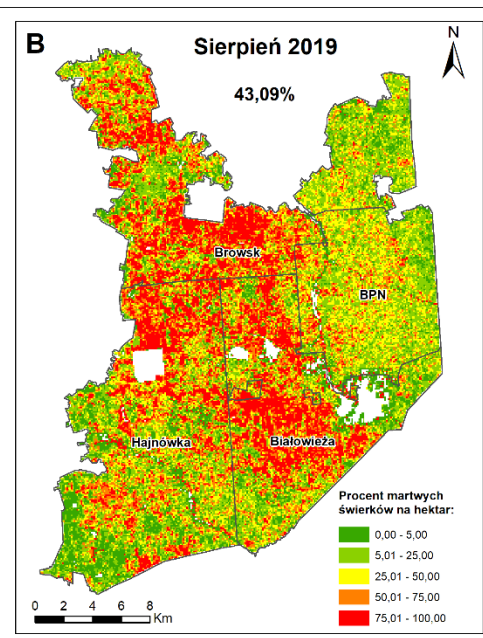 B
Sierpień 2019
N
43,09%
Browsk
BPN
Hajnówka
Białowieża
Procent martwych
świerków na hektar:
0,00 - 5,00
5,01 - 25,00
25,01 - 50,00
50,01 - 75,00
75,01 - 100,00
0 2 4 6 8
Km